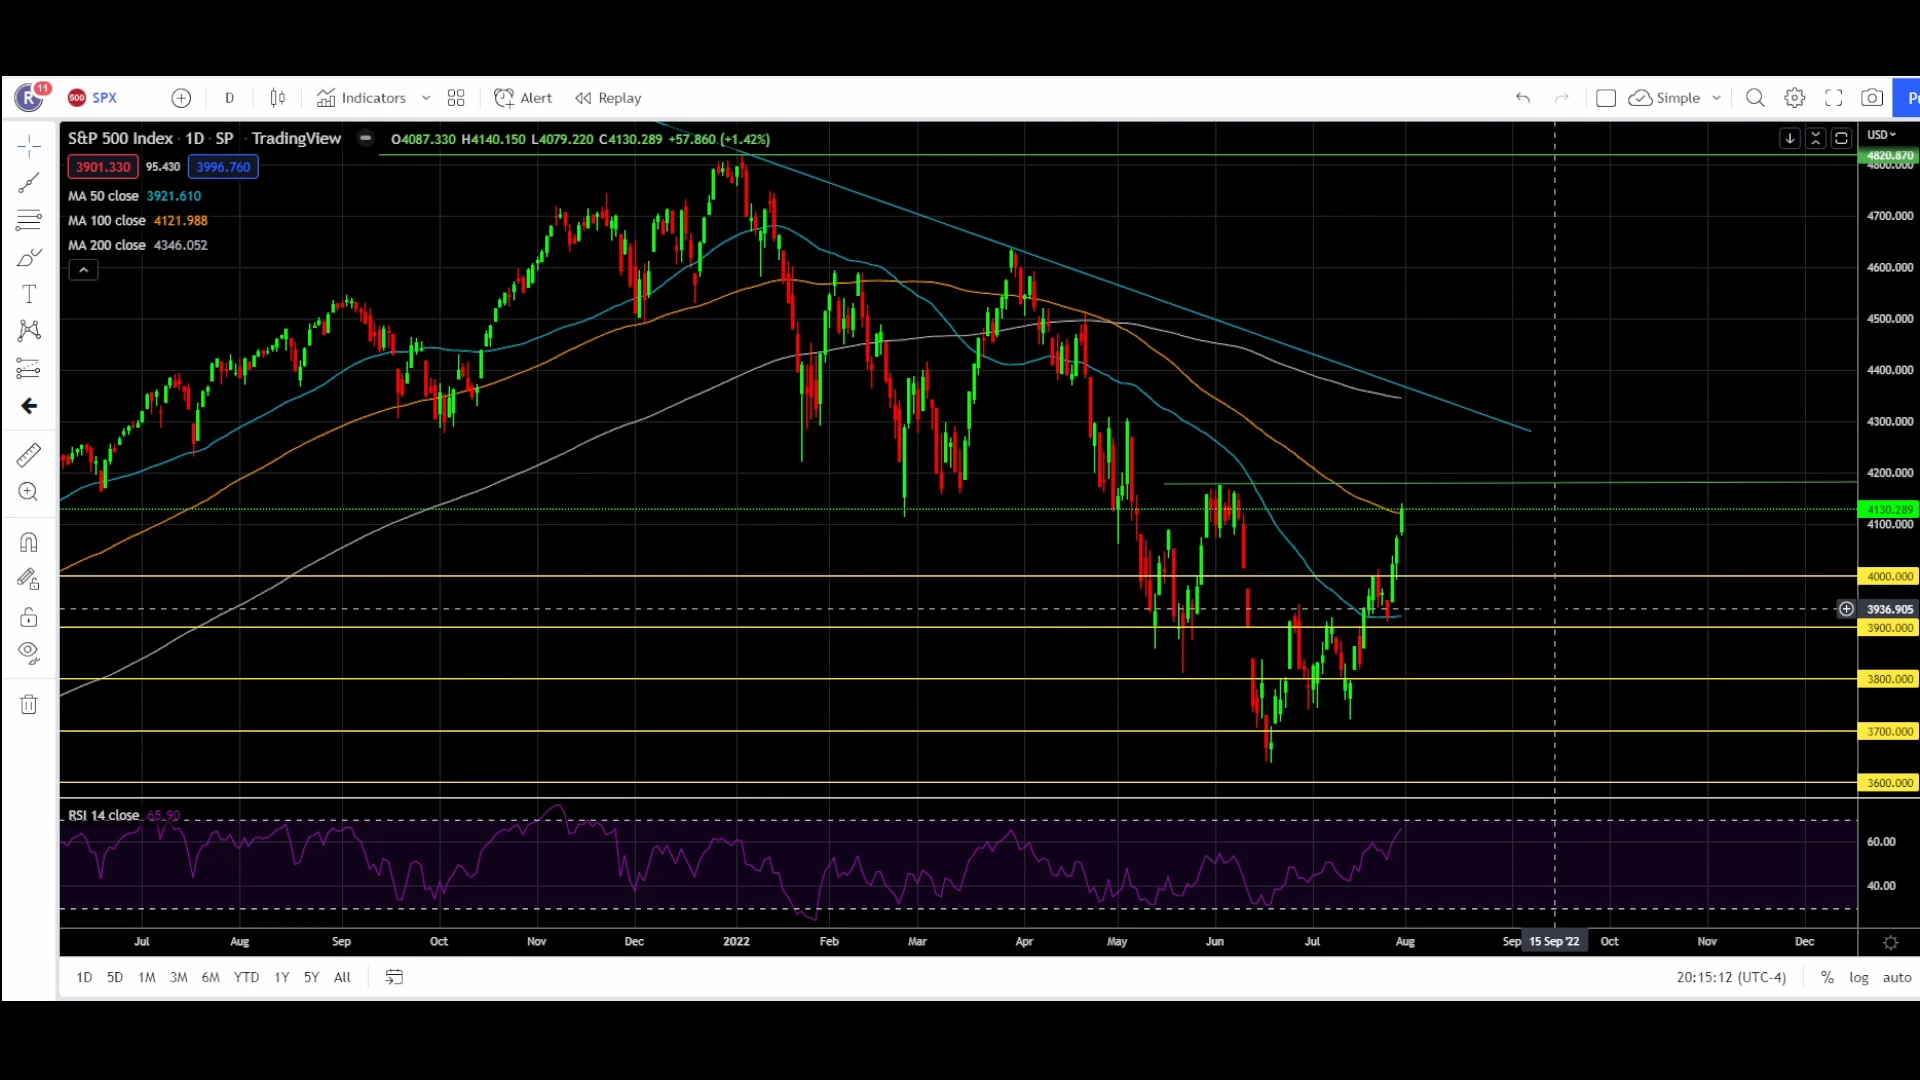 R 11 500 SPX D Indicators Alert Replay Simple
S&P 500 Index · 1D · SP · TradingView O4087.330 H4140.150 L4079.220 C4130.289 +57.860 (+1.42%) USD
3901.330 95.430 3996.760 4820.870
MA 50 close 3921.610
MA 100 close 4121.988
MA 200 close 4346.052
4700.000
4600.000
4500.000
4400.000
4300.000
4200.000
4130.289
4100.000
4000.000
3936.905
3900.000
3800.000
3700.000
3600.000
RSI 14 close 65.90
60.00
40.00
Jul Aug Sep Oct Nov Dec 2022 Feb Mar Apr May Jun Jul Aug Sep 15 Sep '22 Oct Nov Dec
1D 5D 1M 3M 6M YTD 1Y 5Y All 20:15:12 (UTC-4) % log auto